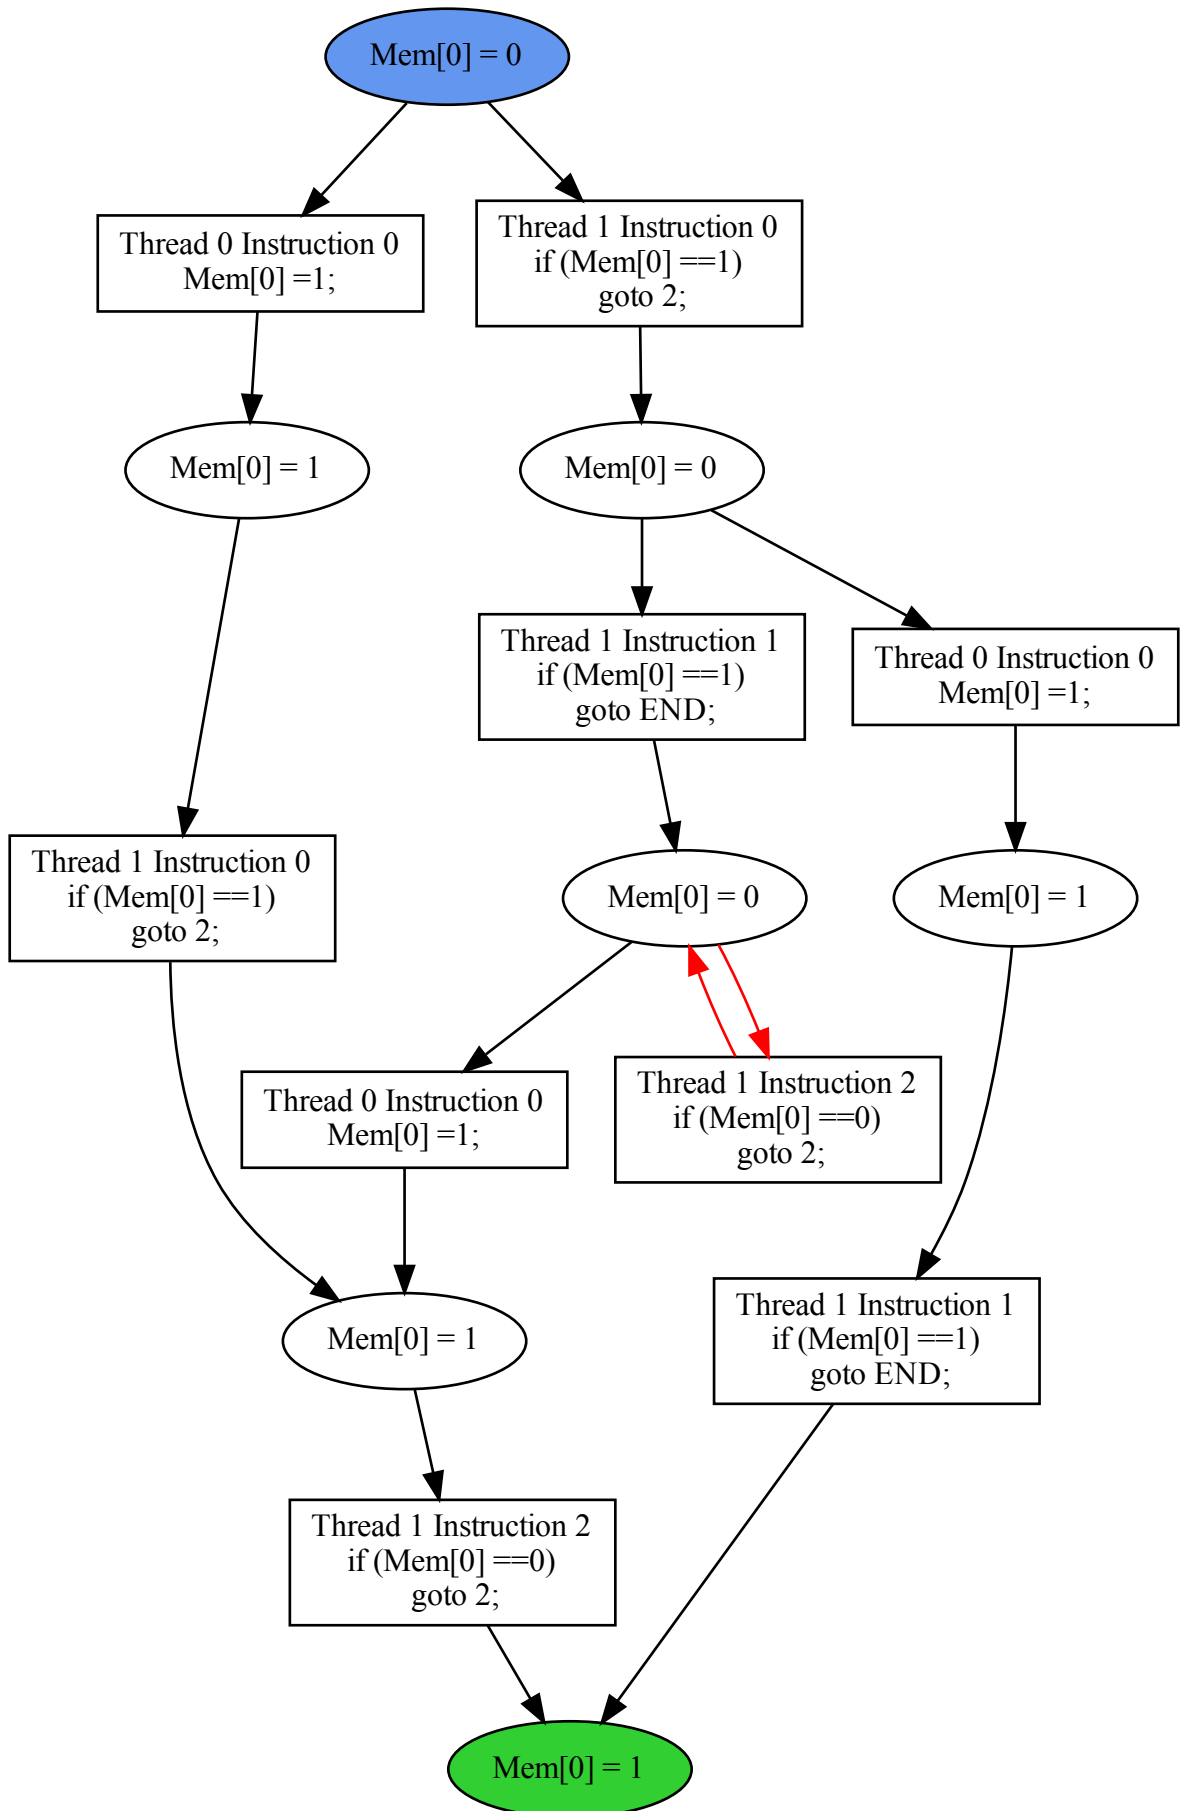 Mem[0] = 0
Thread 0 Instruction 0
Mem[0] =1;
Thread 1 Instruction 0
if (Mem[0] ==1)
goto 2;
Mem[0] = 1
Mem[0] = 0
Thread 1 Instruction 1
if (Mem[0] ==1)
goto END;
Thread 0 Instruction 0
Mem[0] =1;
Thread 1 Instruction 0
if (Mem[0] ==1)
goto 2;
Mem[0] = 0
Mem[0] = 1
Thread 0 Instruction 0
Mem[0] =1;
Thread 1 Instruction 2
if (Mem[0] ==0)
goto 2;
Mem[0] = 1
Thread 1 Instruction 1
if (Mem[0] ==1)
goto END;
Thread 1 Instruction 2
if (Mem[0] ==0)
goto 2;
Mem[0] = 1